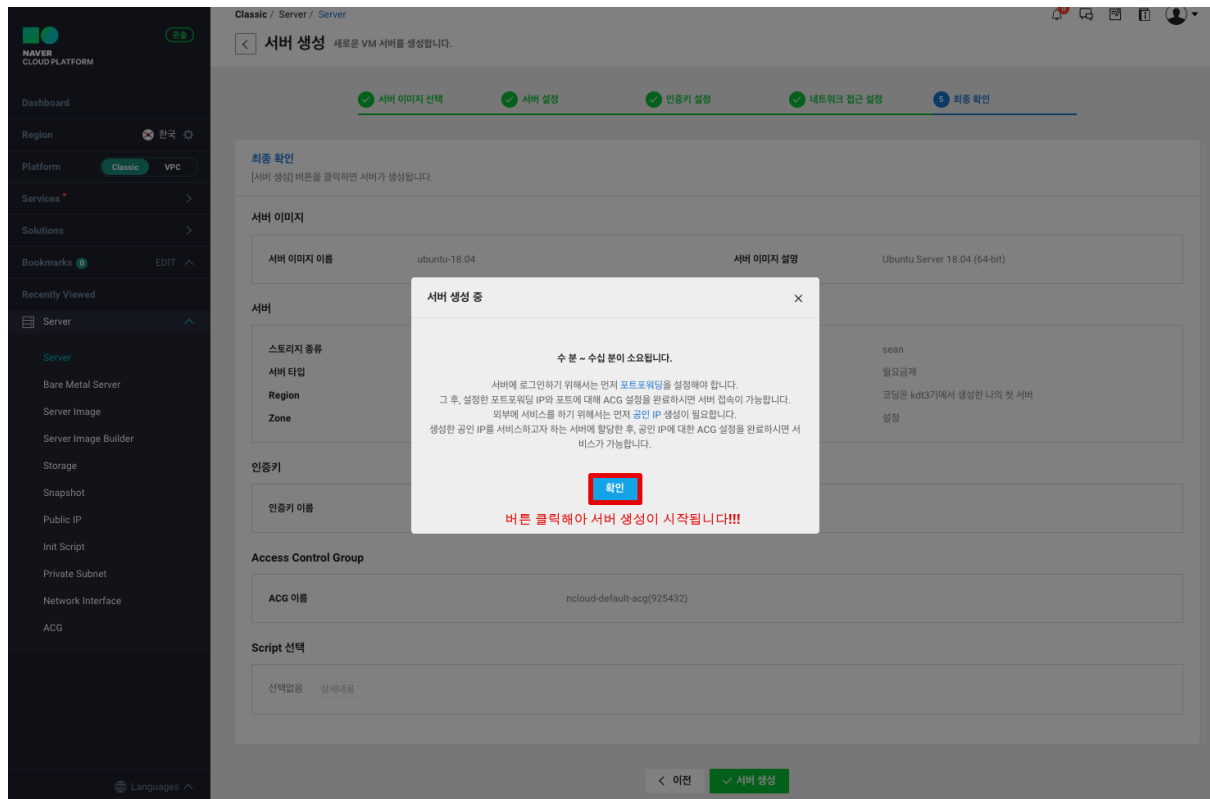 Classic / Server / Server
NAVER
CLOUD PLATFORM
콘솔
서버 생성 새로운 VM 서버를 생성합니다.
Dashboard
Region 한국
Platform Classic VPC
Services
Solutions
Bookmarks 0 EDIT
Recently Viewed
Server
Server
Bare Metal Server
Server Image
Server Image Builder
Storage
Snapshot
Public IP
Init Script
Private Subnet
Network Interface
ACG
Languages
서버 이미지 선택 서버 설정 인증키 설정 네트워크 접근 설정 5 최종 확인
최종 확인
[서버 생성] 버튼을 클릭하면 서버가 생성됩니다.
서버 이미지
서버 이미지 이름 ubuntu-18.04 서버 이미지 설명 Ubuntu Server 18.04 (64-bit)
서버
스토리지 종류 sean
서버 타입 월요금제
Region 코딩온 kdt3기에서 생성한 나의 첫 서버
Zone 설정
인증키
인증키 이름
서버 생성 중
수 분 ~ 수십 분이 소요됩니다.
서버에 로그인하기 위해서는 먼저 포트포워딩을 설정해야 합니다.
그 후, 설정한 포트포워딩 IP와 포트에 대해 ACG 설정을 완료하시면 서버 접속이 가능합니다.
외부에 서비스를 하기 위해서는 먼저 공인 IP 생성이 필요합니다.
생성한 공인 IP를 서비스하고자 하는 서버에 할당한 후, 공인 IP에 대한 ACG 설정을 완료하시면 서
비스가 가능합니다.
확인
버튼 클릭해아 서버 생성이 시작됩니다!!!
Access Control Group
ACG 이름 ncloud-default-acg(925432)
Script 선택
선택없음 상세내용
이전 서버 생성